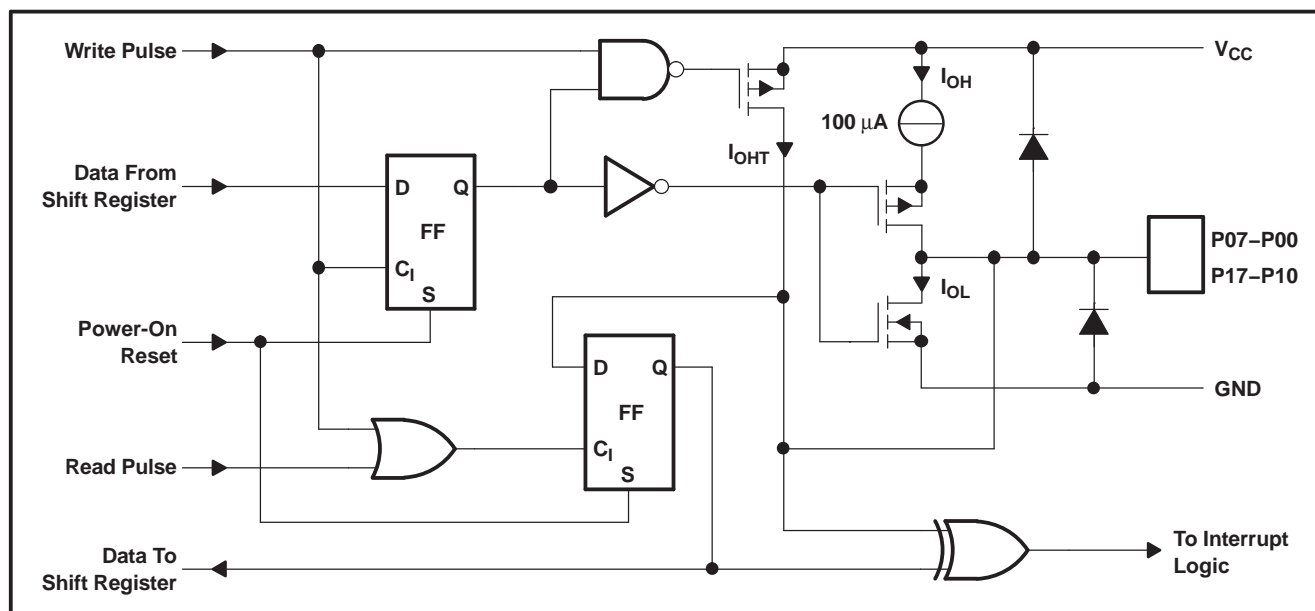 Write Pulse
V_CC
I_OH
100 μA
I_OHT
Data From
Shift Register
D
Q
FF
C_I
S
P07–P00
P17–P10
I_OL
Power-On
Reset
D
Q
FF
C_I
S
GND
Read Pulse
Data To
Shift Register
To Interrupt
Logic